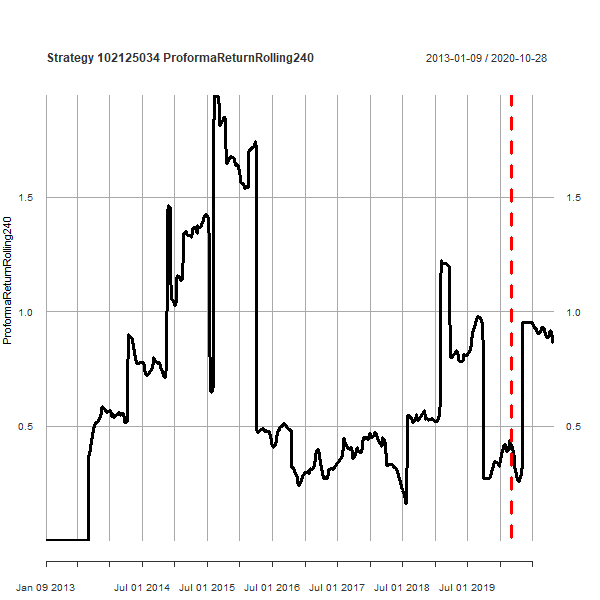 Strategy 102125034 ProformaReturnRolling240
2013-01-09 / 2020-10-28
ProformaReturnRolling240
1.5
1.0
0.5
1.5
1.0
0.5
Jan 09 2013
Jul 01 2014
Jul 01 2015
Jul 01 2016
Jul 01 2017
Jul 01 2018
Jul 01 2019